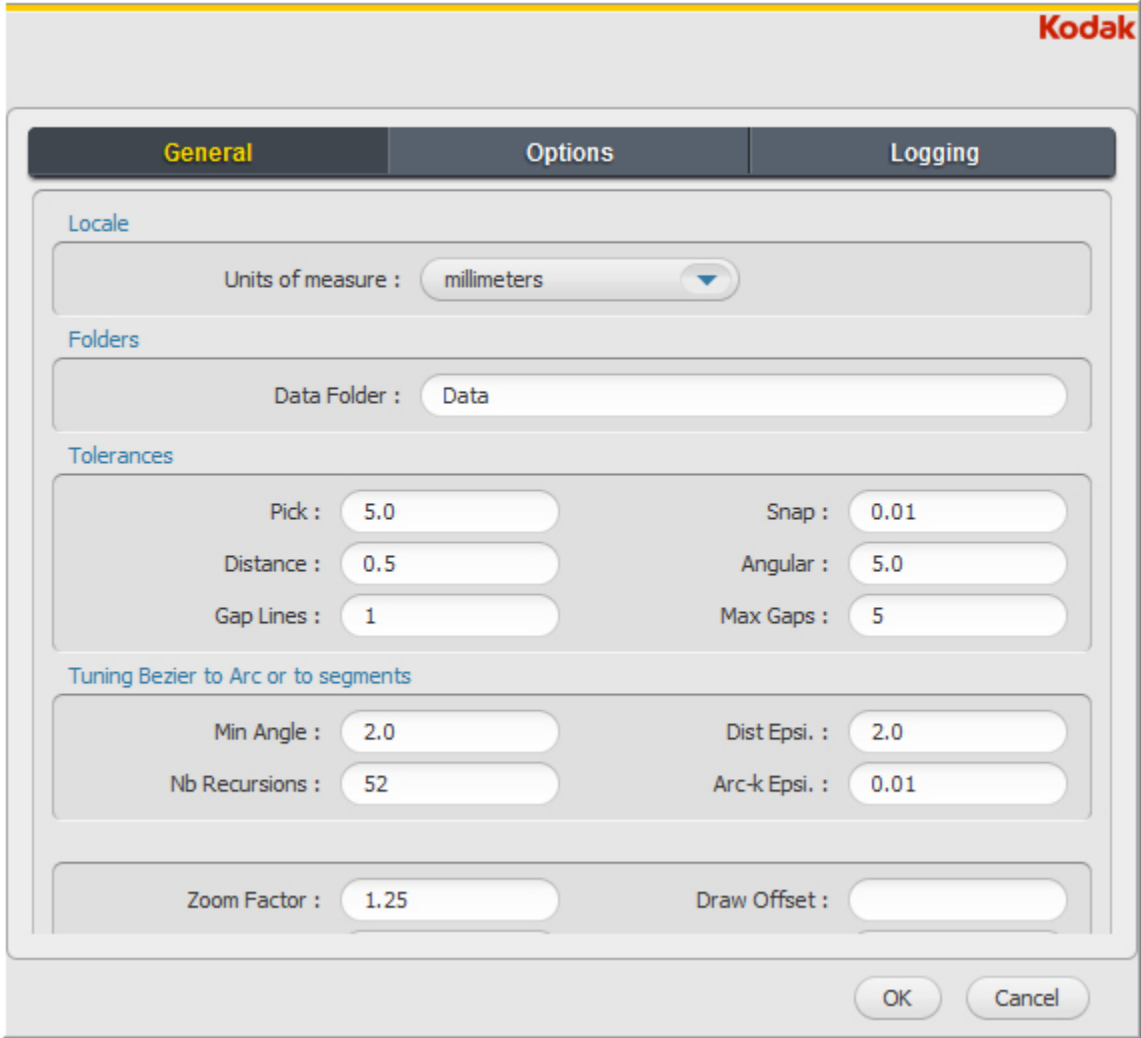 Kodak
General Options Logging
Locale
Units of measure : millimeters
Folders
Data Folder : Data
Tolerances
Pick : 5.0 Snap : 0.01
Distance : 0.5 Angular : 5.0
Gap Lines : 1 Max Gaps : 5
Tuning Bezier to Arc or to segments
Min Angle : 2.0 Dist Epsi. : 2.0
Nb Recursions : 52 Arc-k Epsi. : 0.01
Zoom Factor : 1.25 Draw Offset :
OK Cancel